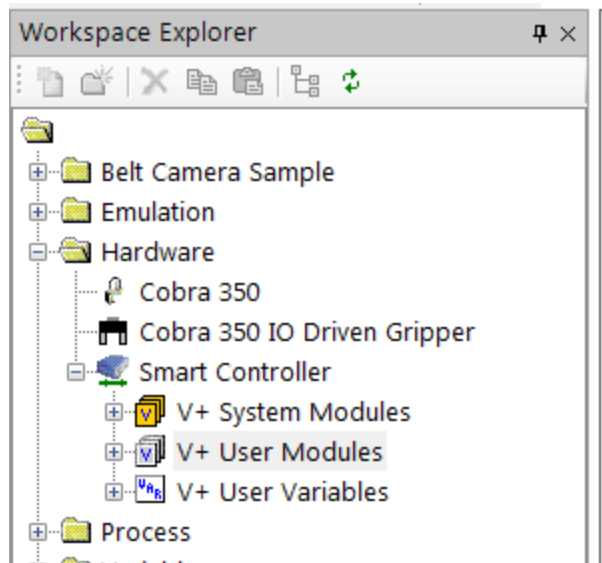 Workspace Explorer
Belt Camera Sample
Emulation
Hardware
Cobra 350
Cobra 350 IO Driven Gripper
Smart Controller
V+ System Modules
V+ User Modules
V+ User Variables
Process